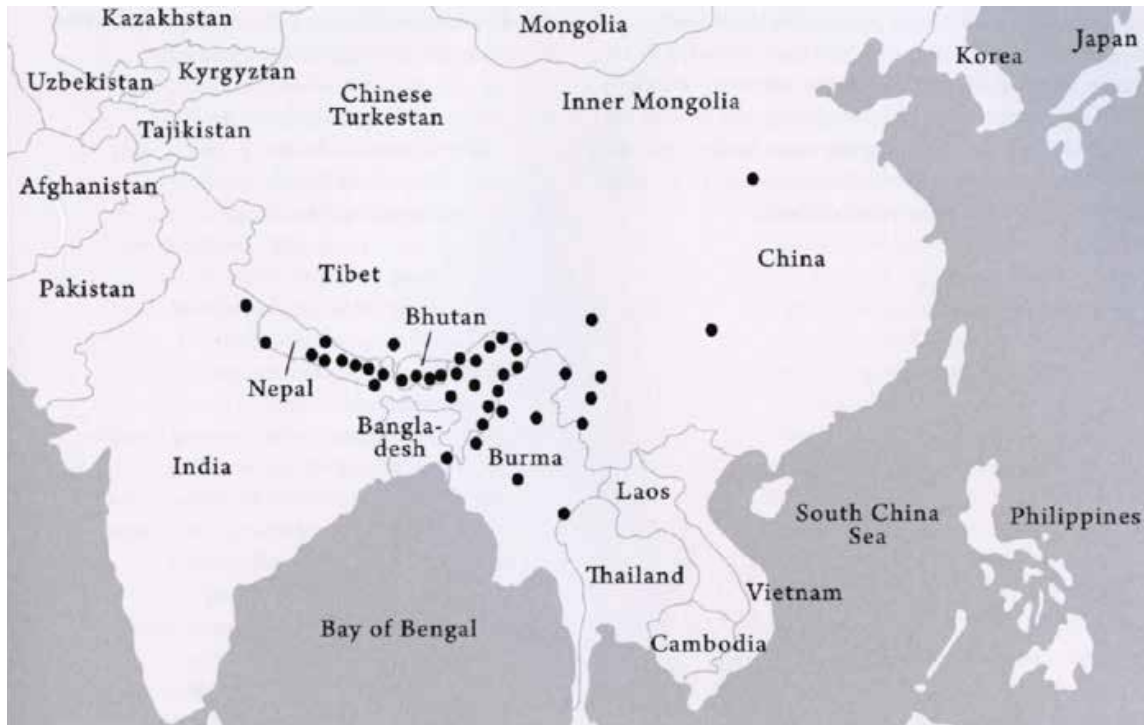 Kazakhstan
Mongolia
Japan
Korea
Uzbekistan
Kyrgyztan
Chinese
Turkestan
Inner Mongolia
Tajikistan
Afghanistan
China
Tibet
Pakistan
Bhutan
Nepal
Bangla-
desh
India
Burma
Laos
South China
Sea
Philippines
Thailand
Vietnam
Bay of Bengal
Cambodia